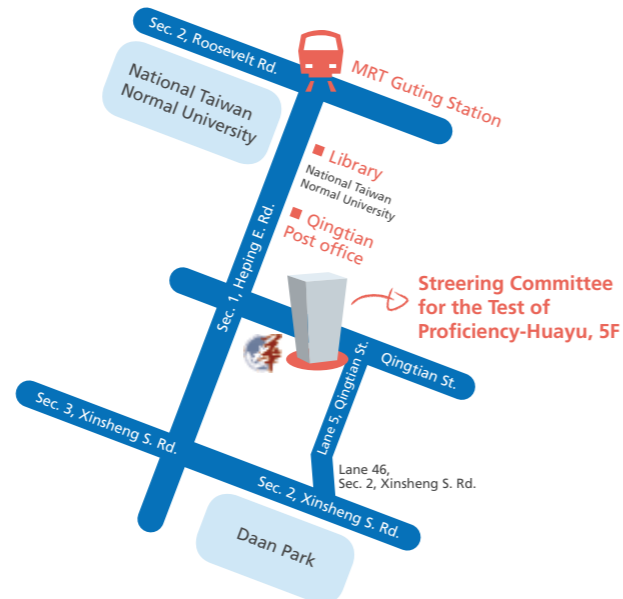 Sec. 2, Roosevelt Rd.
MRT Guting Station
National Taiwan
Normal University
Library
National Taiwan
Normal University
Qingtian
Post office
Sec. 1, Heping E. Rd.
Streering Committee
for the Test of
Proficiency-Huayu, 5F
Qingtian St.
Lane 5, Qingtian St.
Sec. 3, Xinsheng S. Rd.
Lane 46,
Sec. 2, Xinsheng S. Rd.
Sec. 2, Xinsheng S. Rd.
Daan Park